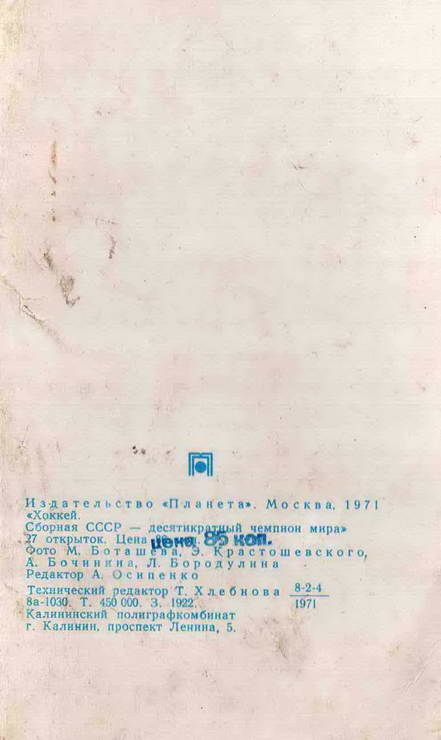 Издательство «Планета». Москва. 1971
«Хоккей.
Сборная СССР — десятикратный чемпион мира»
27 открыток. Цена
цена 85 коп.
Фото М. Боташева, Э. Крастошевского,
А. Бочинина, Л. Бородулина
Редактор А. Осипенко
Технический редактор Т. Хлебнова 8-2-4
8а-1030. Т. 450 000. З. 1922. 1971
Калининский полиграфкомбинат
г. Калинин, проспект Ленина, 5.